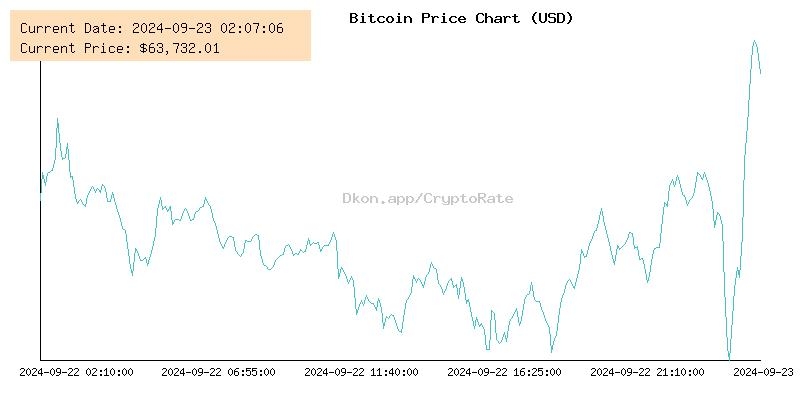 Bitcoin Price Chart (USD)
Current Date: 2024-09-23 02:07:06
Current Price: $63,732.01
Dkon.app/CryptoRate
2024-09-22 02:10:00 2024-09-22 06:55:00 2024-09-22 11:40:00 2024-09-22 16:25:00 2024-09-22 21:10:00 2024-09-23